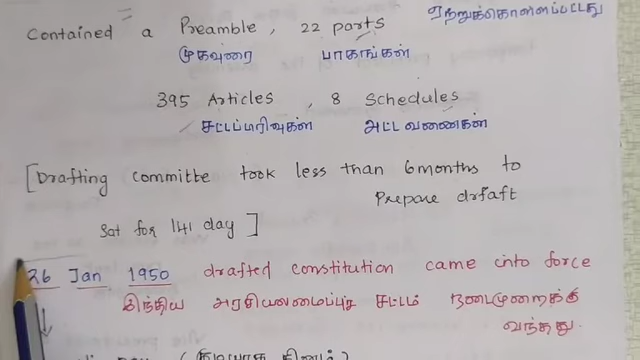 ஏற்றுக்கொள்ளப்பட்டது
Contained a Preamble, 22 parts
முகவுரை பாகங்கள்
395 Articles, 8 Schedules
சட்டப்பிரிவுகள் அட்டவணைகள்
[Drafting committe took less than 6 months to
Prepare drfaft
Sat for 141 day]
26 Jan 1950 drafted constitution came into force
இந்திய அரசியலமைப்புச் சட்டம் நடைமுறைக்கு
வந்தது.